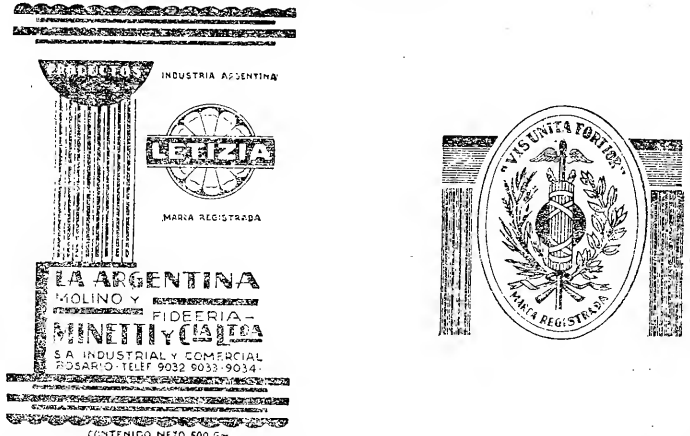 PRODUCTOS
INDUSTRIA ARGENTINA
LETIZIA
MARCA REGISTRADA
LA ARGENTINA
MOLINO Y
FIDEERIA-
MINETTI Y CIA LTDA
S.A. INDUSTRIAL Y COMERCIAL
ROSARIO-TELEF 9032 9033-9034-
CONTENIDO NETO 500 Gm
"VIS UNITA FORTIOR"
MARCA REGISTRADA